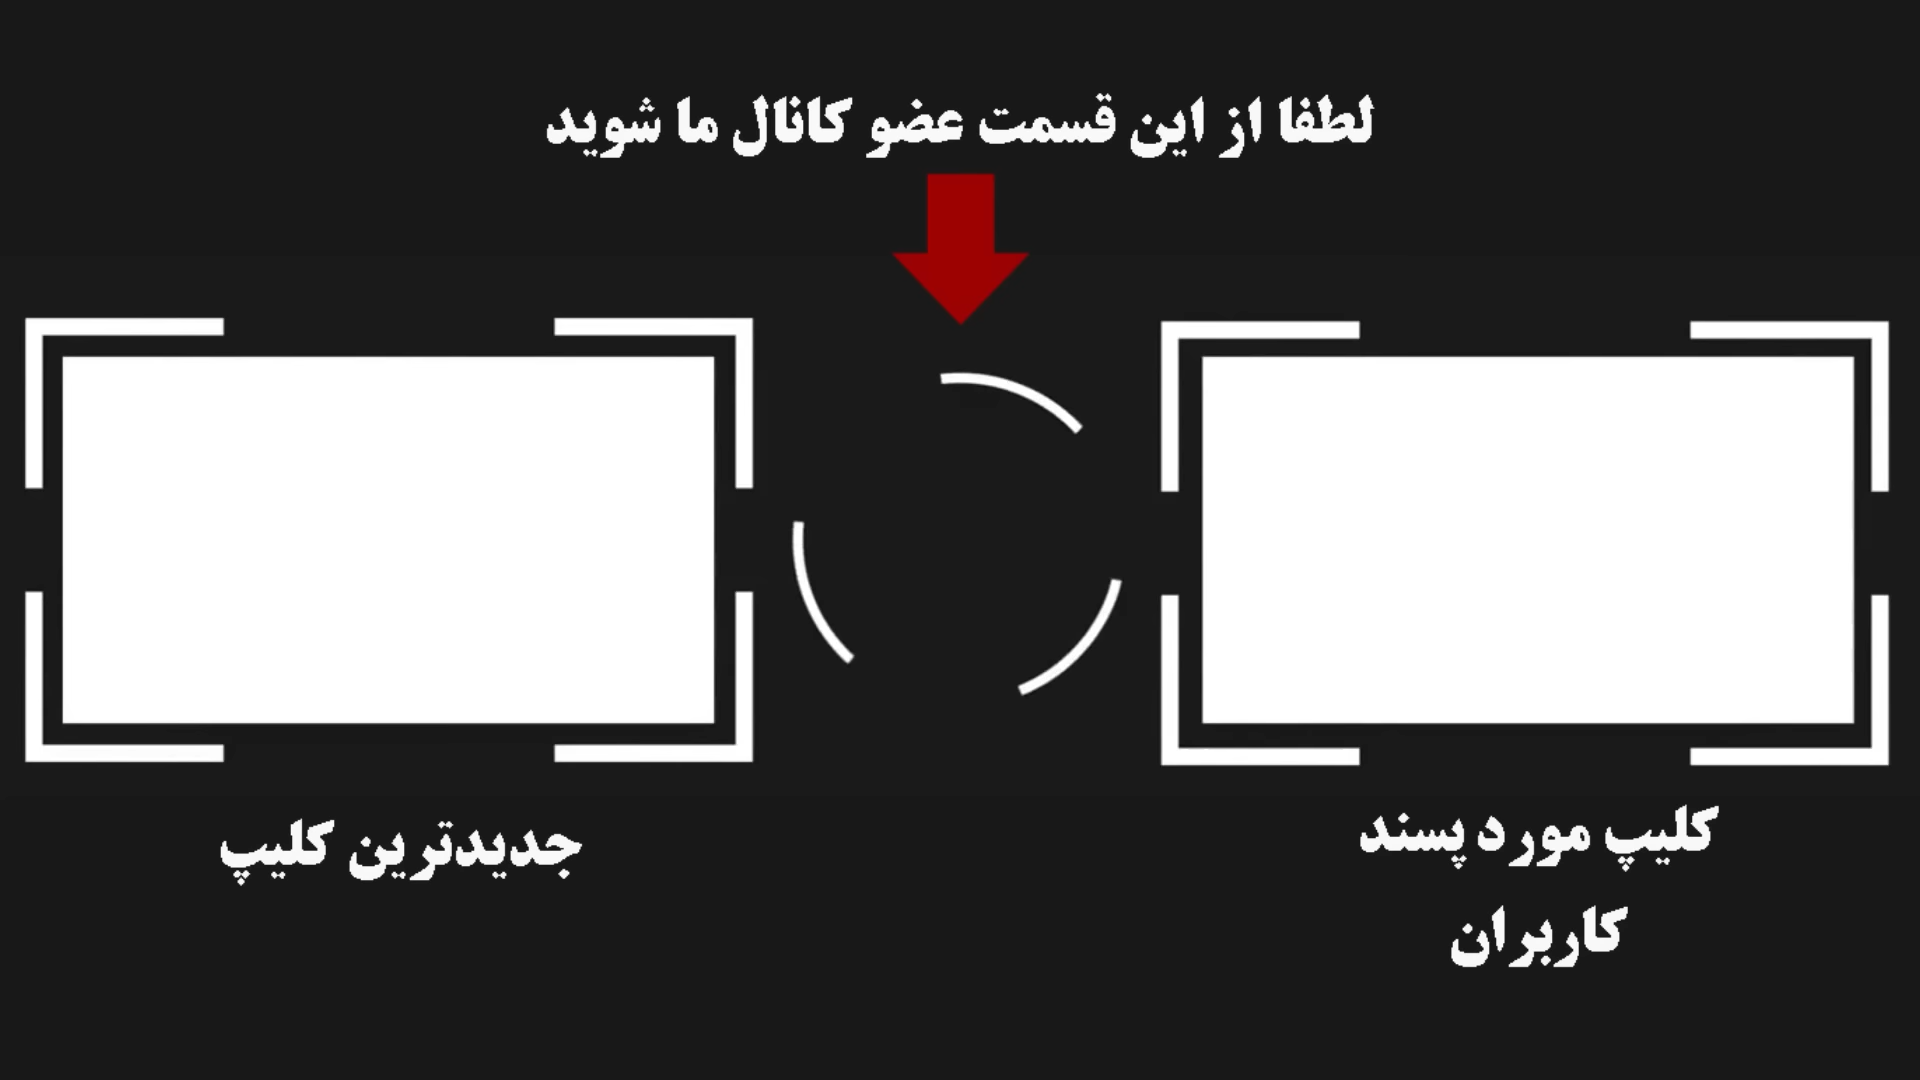 لطفا از این قسمت عضو کانال ما شوید
کلیپ مورد پسند
کاربران
جدیدترین کلیپ